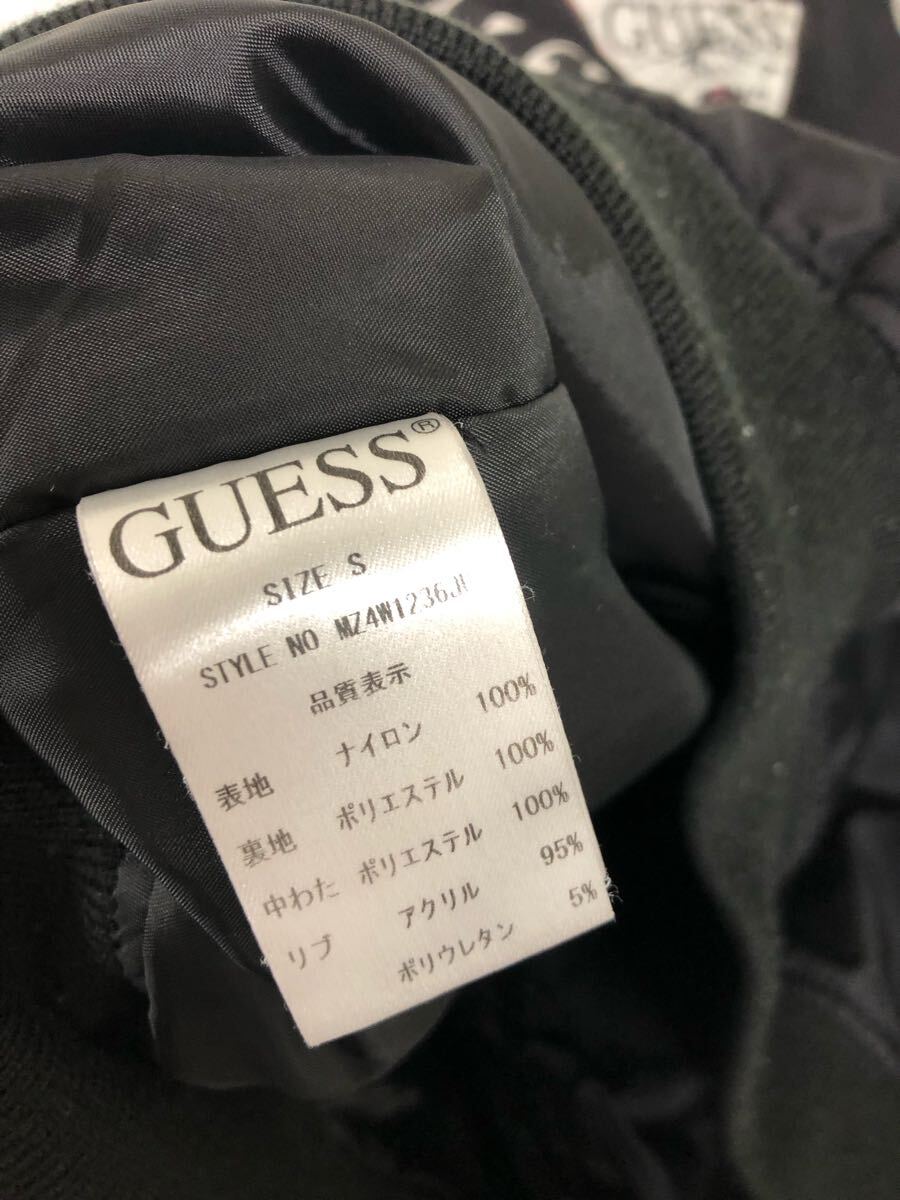 GUESS
GUESS®
SIZE S
STYLE NO MZ4W1236JH
品質表示
表地 ナイロン 100%
裏地 ポリエステル 100%
中わた ポリエステル 100%
リブ アクリル 95%
ポリウレタン 5%